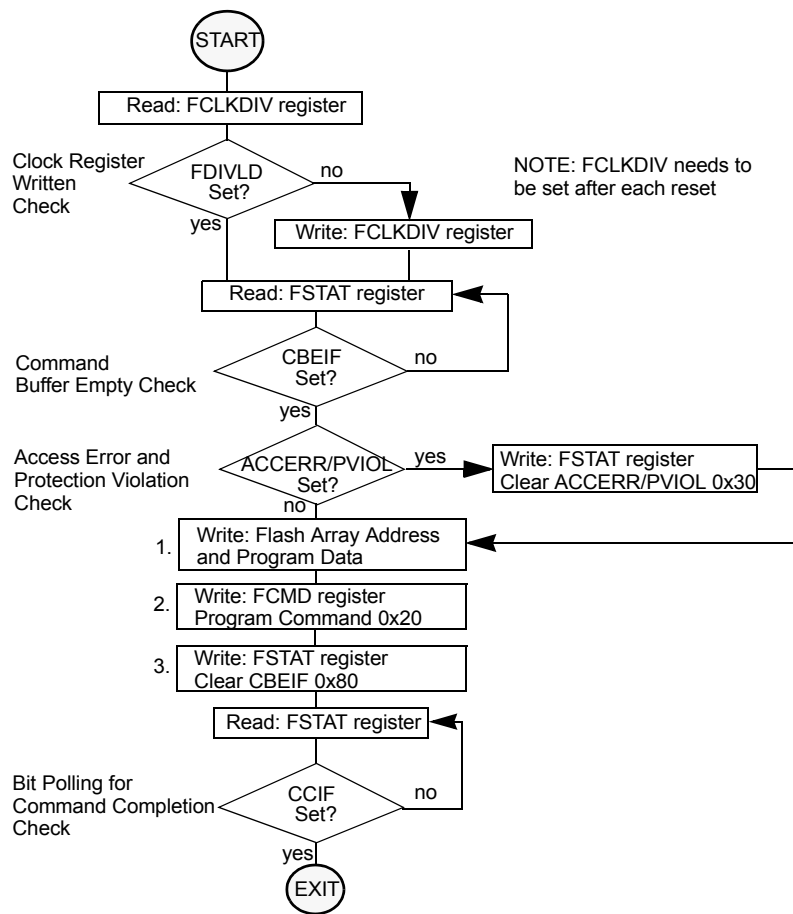 START
Read: FCLKDIV register
Clock Register
Written
Check
FDIVLD
Set?
no
yes
NOTE: FCLKDIV needs to
be set after each reset
Write: FCLKDIV register
Read: FSTAT register
Command
Buffer Empty Check
CBEIF
Set?
no
yes
Access Error and
Protection Violation
Check
ACCERR/PVIOL
Set?
yes
no
Write: FSTAT register
Clear ACCERR/PVIOL 0x30
1.
Write: Flash Array Address
and Program Data
2.
Write: FCMD register
Program Command 0x20
3.
Write: FSTAT register
Clear CBEIF 0x80
Read: FSTAT register
Bit Polling for
Command Completion
Check
CCIF
Set?
no
yes
EXIT